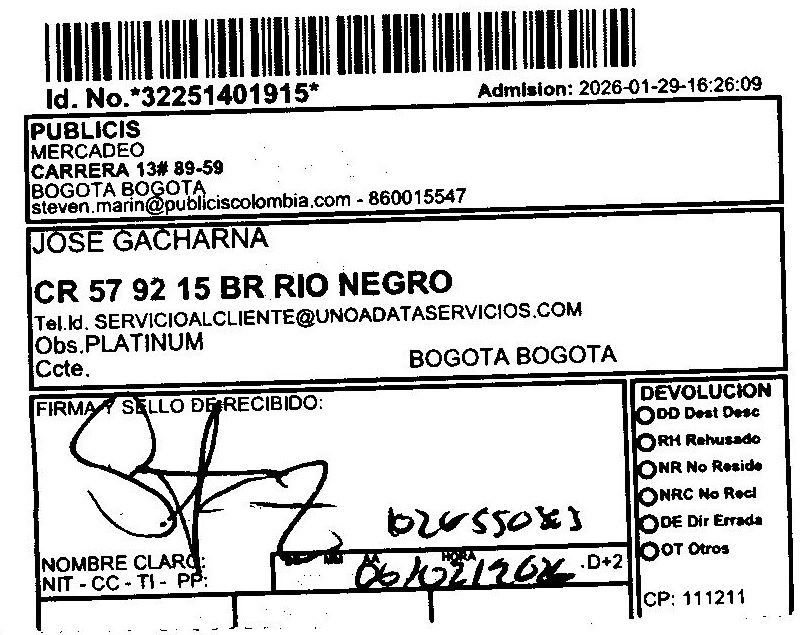 Id. No.*32251401915*
Admision: 2026-01-29-16:26:09
PUBLICIS
MERCADEO
CARRERA 13# 89-59
BOGOTA BOGOTA
steven.marin@publiciscolombia.com - 860015547
JOSE GACHARNA
CR 57 92 15 BR RIO NEGRO
Tel.Id. SERVICIOALCLIENTE@UNOADATASERVICIOS.COM
Obs.PLATINUM
Ccte.
BOGOTA BOGOTA
FIRMA Y SELLO DE RECIBIDO:
NOMBRE CLARO:
NIT - CC - TI - PP:
MM AA HORA
06/02/2026
.D+2
DEVOLUCION
DD Dest Desc
RH Rehusado
NR No Reside
NRC No Recl
DE Dir Errada
OT Otros
CP: 111211